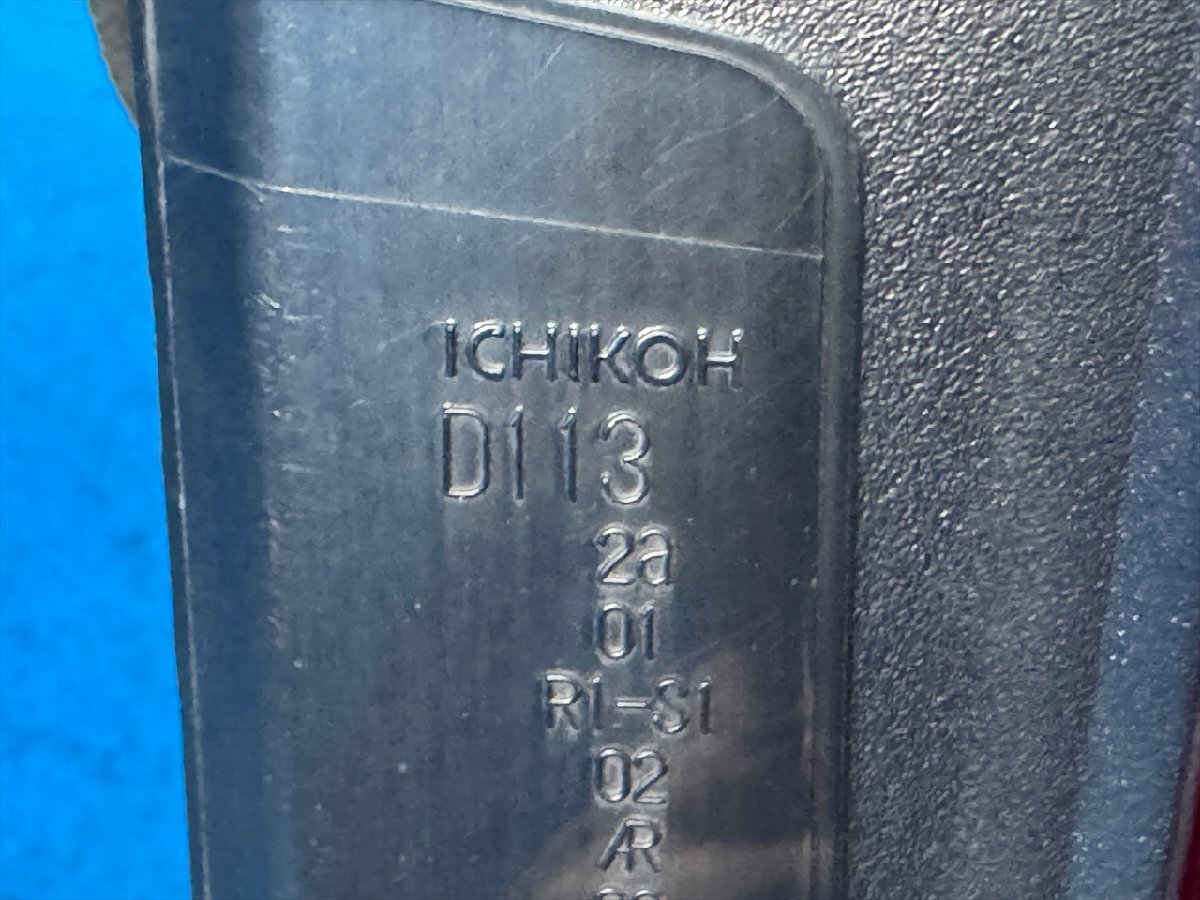 ICHIKOH
D113
2a
01
R1-S1
02
AR